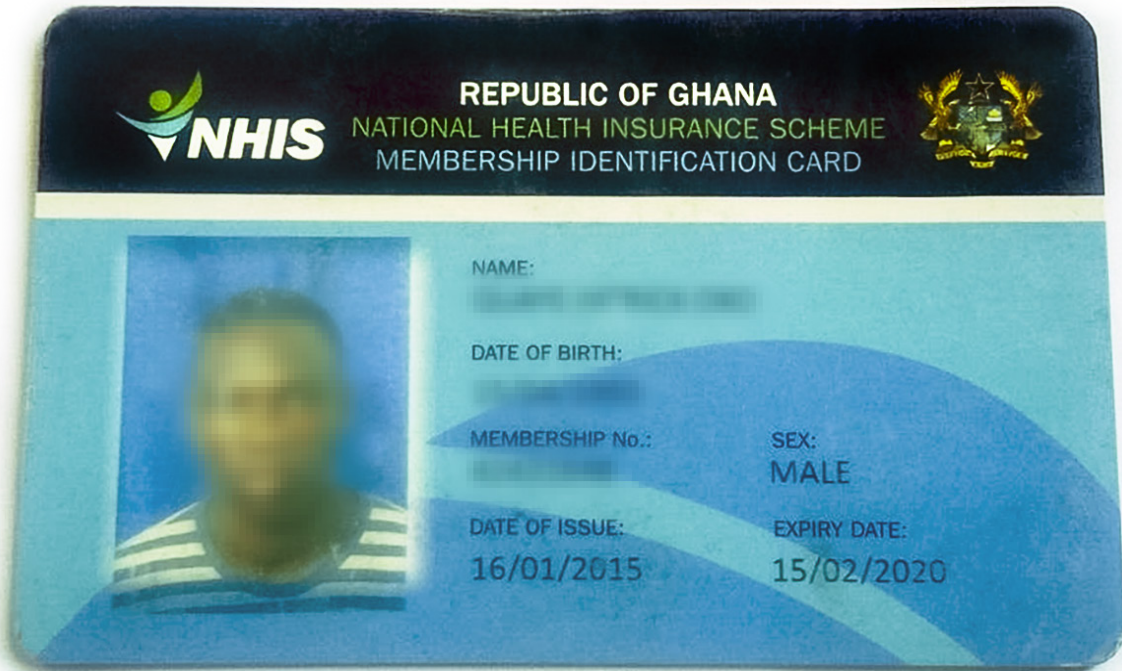 NHIS
REPUBLIC OF GHANA
NATIONAL HEALTH INSURANCE SCHEME
MEMBERSHIP IDENTIFICATION CARD
NAME:
DATE OF BIRTH:
MEMBERSHIP No.:
SEX:
MALE
DATE OF ISSUE:
16/01/2015
EXPIRY DATE:
15/02/2020